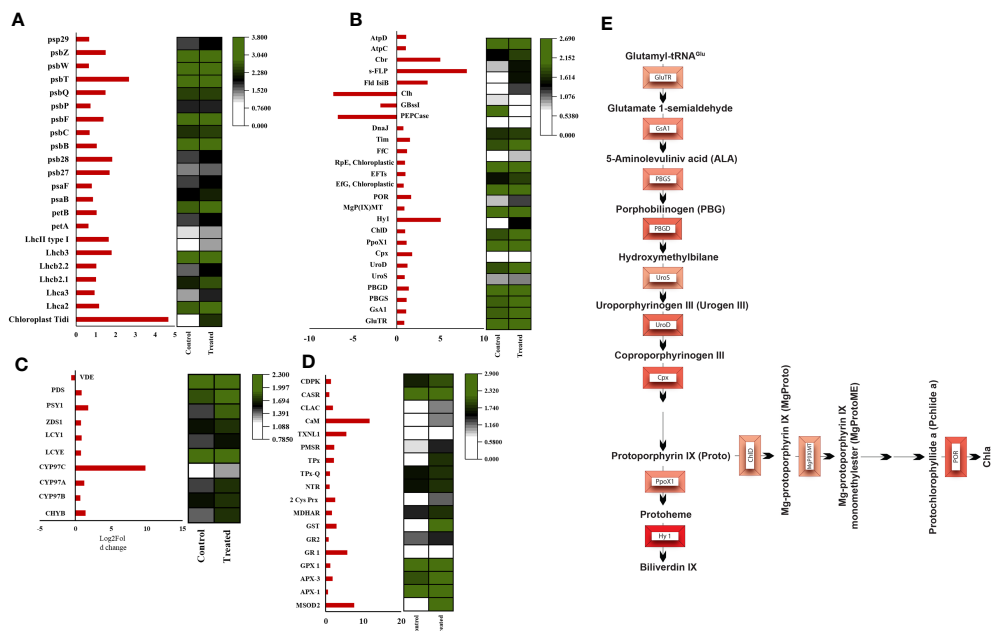 A
psp29
psbZ
psbW
psbT
psbQ
psbP
psbF
psbC
psbB
psb28
psb27
psaF
psaB
petB
petA
LhcII type I
Lhcb3
Lhcb2.2
Lhcb2.1
Lhca3
Lhca2
Chloroplast Tidi
0 1 2 3 4 5
Control
Treated
3.800
3.040
2.280
1.520
0.7600
0.000
B
AtpD
AtpC
Cbr
s-FLP
Fld IsiB
Clh
GBssI
PEPCase
DnaJ
Tim
FfC
RpE, Chloroplastic
EFTs
EfG, Chloroplastic
POR
MgP(IX)MT
Hy1
ChlD
PpoX1
Cpx
UroD
UroS
PBGD
PBGS
GsA1
GluTR
-10 -5 0 5 10
Control
Treated
2.690
2.152
1.614
1.076
0.5380
0.000
C
VDE
PDS
PSY1
ZDS1
LCY1
LCYE
CYP97C
CYP97A
CYP97B
CHYB
-5 0 5 10 15
Log2Fol
d change
Control
Treated
2.300
1.997
1.694
1.391
1.088
0.7850
D
CDPK
CASR
CLAC
CaM
TXNL1
PMSR
TPx
TPx-Q
NTR
2 Cys Prx
MDHAR
GST
GR2
GR 1
GPX 1
APX-3
APX-1
MSOD2
0 10 20
ontrol
reated
2.900
2.320
1.740
1.160
0.5800
0.000
E
Glutamyl-tRNAGlu
GluTR
Glutamate 1-semialdehyde
GsA1
5-Aminolevuliniv acid (ALA)
PBGS
Porphobilinogen (PBG)
PBGD
Hydroxymethylbilane
UroS
Uroporphyrinogen III (Urogen III)
UroD
Coproporphyrinogen III
Cpx
Protoporphyrin IX (Proto)
PpoX1
Protoheme
Hy 1
Biliverdin IX
ChlD
Mg-protoporphyrin IX (MgProto)
MgP(IX)MT
Mg-protoporphyrin IX
monomethylester (MgProtoME)
Protochlorophyllide a (Pchlide a)
POR
Chla